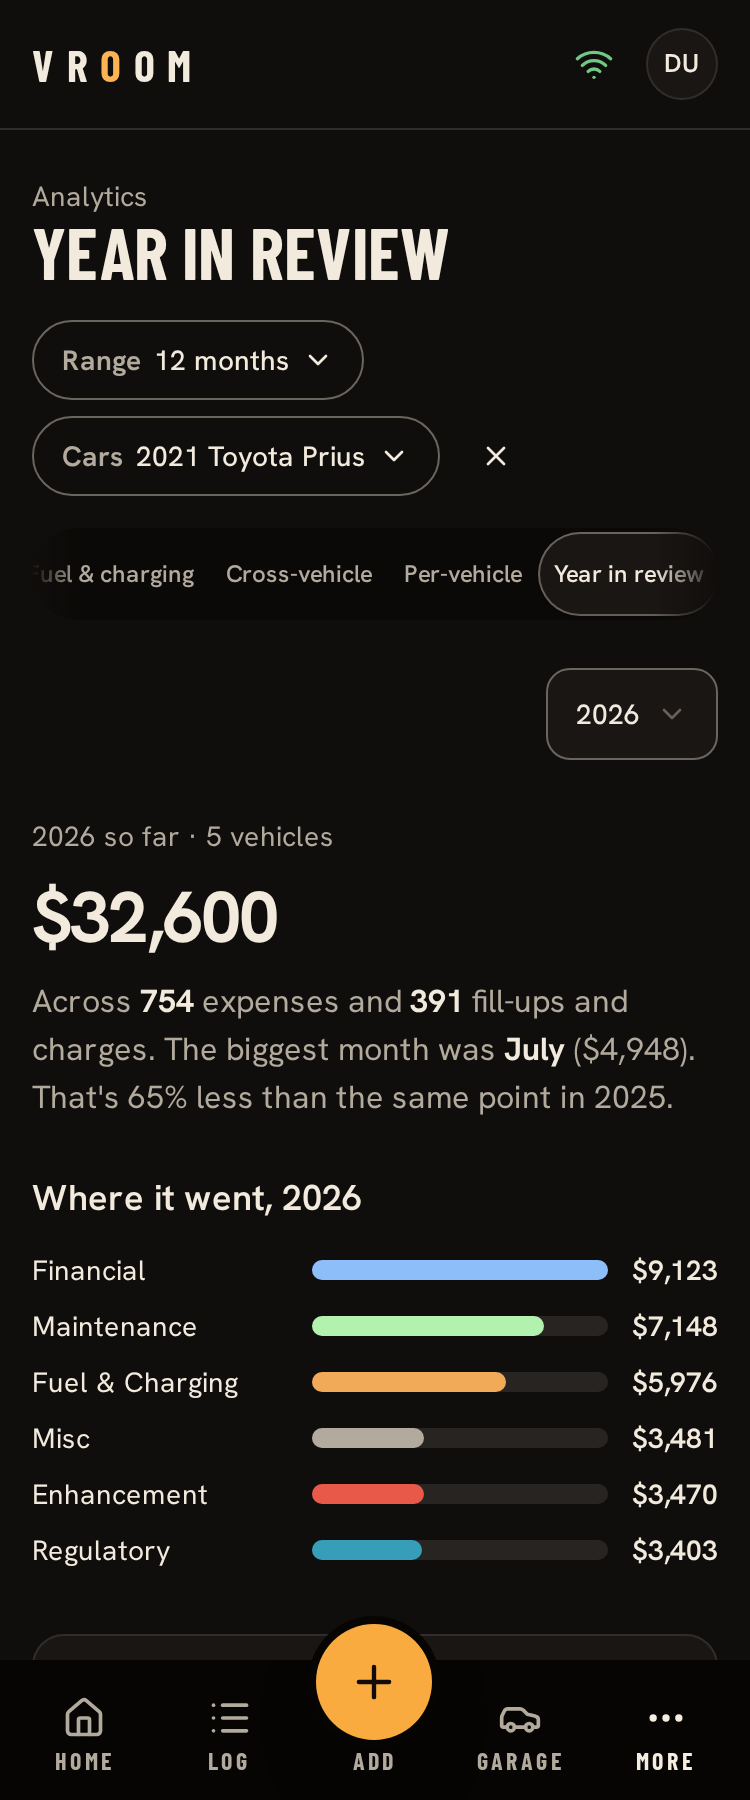 VROOM
DU
Analytics
YEAR IN REVIEW
Range 12 months
Cars 2021 Toyota Prius
uel & charging Cross-vehicle Per-vehicle Year in review
2026
2026 so far · 5 vehicles
$32,600
Across 754 expenses and 391 fill-ups and
charges. The biggest month was July ($4,948).
That's 65% less than the same point in 2025.
Where it went, 2026
Financial $9,123
Maintenance $7,148
Fuel & Charging $5,976
Misc $3,481
Enhancement $3,470
Regulatory $3,403
HOME LOG ADD GARAGE MORE